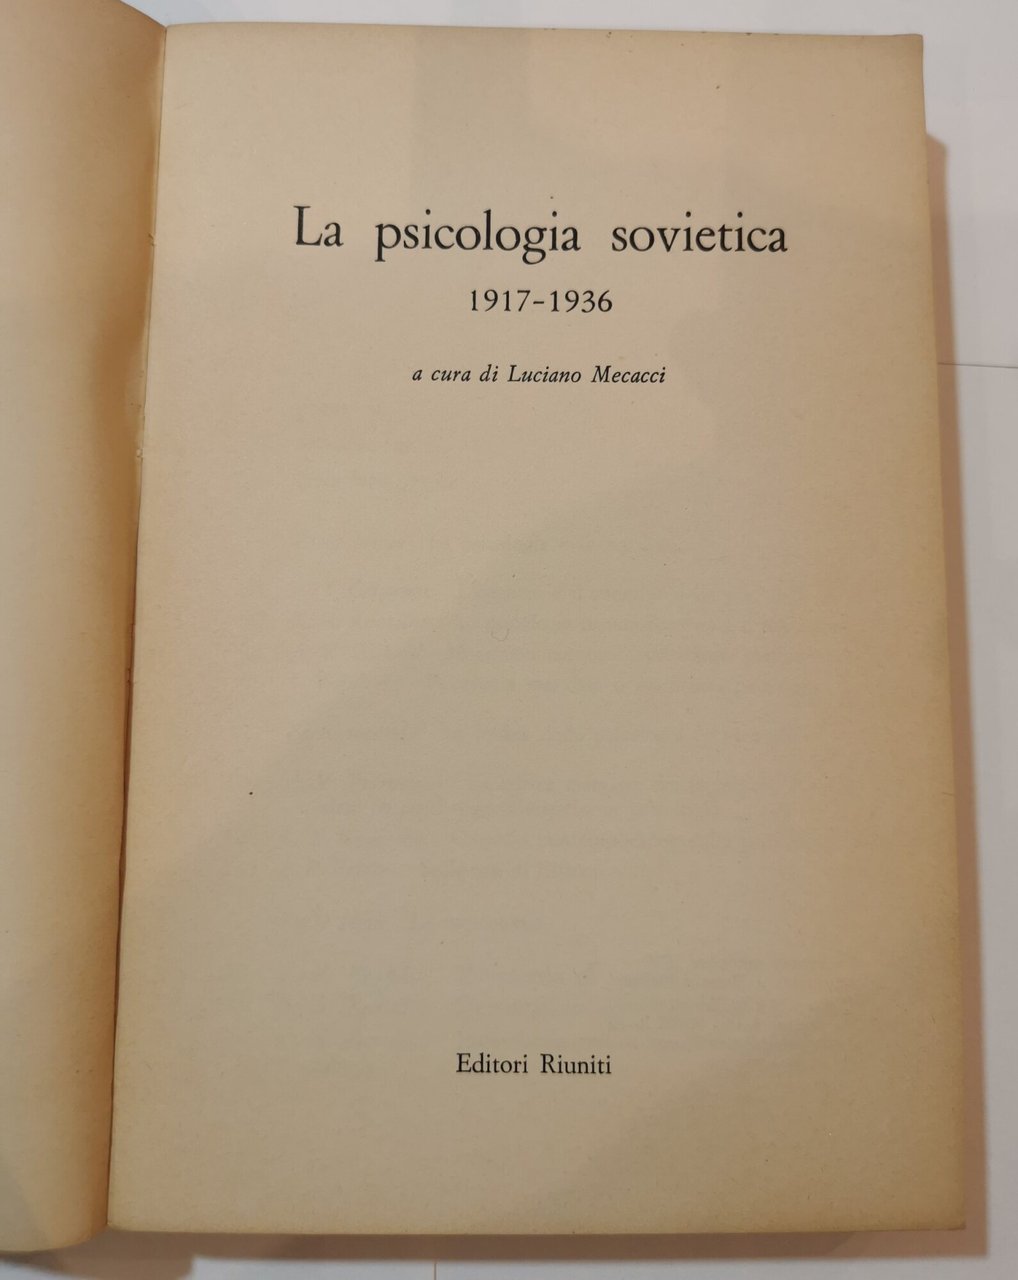 La psicologia sovietica
1917-1936
a cura di Luciano Mecacci
Editori Riuniti